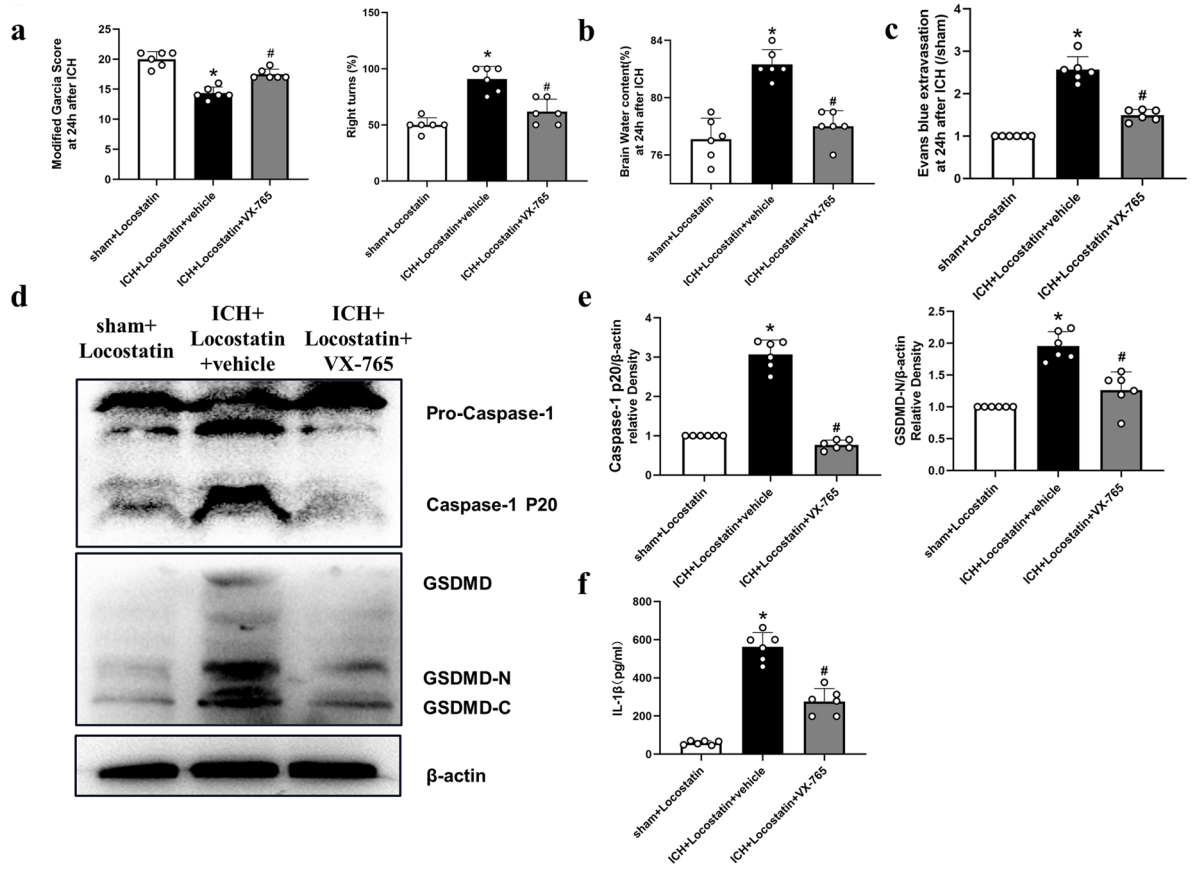 a
Modified Garcia Score
at 24h after ICH
25
20
15
10
5
0
*
#
sham+Locostatin
ICH+Locostatin+vehicle
ICH+Locostatin+VX-765
Right turns (%)
150
100
50
0
*
#
sham+Locostatin
ICH+Locostatin+vehicle
ICH+Locostatin+VX-765
b
Brain Water content(%)
at 24h after ICH
84
80
76
*
#
sham+Locostatin
ICH+Locostatin+vehicle
ICH+Locostatin+VX-765
c
Evans blue extravasation
at 24h after ICH (/sham)
4
3
2
1
0
*
#
sham+Locostatin
ICH+Locostatin+vehicle
ICH+Locostatin+VX-765
d
sham+
Locostatin
ICH+
Locostatin
+vehicle
ICH+
Locostatin+
VX-765
Pro-Caspase-1
Caspase-1 P20
GSDMD
GSDMD-N
GSDMD-C
β-actin
e
Caspase-1 p20/β-actin
relative Density
4
3
2
1
0
*
#
sham+Locostatin
ICH+Locostatin+vehicle
ICH+Locostatin+VX-765
GSDMD-N/β-actin
Relative Density
2.5
2.0
1.5
1.0
0.5
0.0
*
#
sham+Locostatin
ICH+Locostatin+vehicle
ICH+Locostatin+VX-765
f
IL-1β(pg/ml)
800
600
400
200
0
*
#
sham+Locostatin
ICH+Locostatin+vehicle
ICH+Locostatin+VX-765